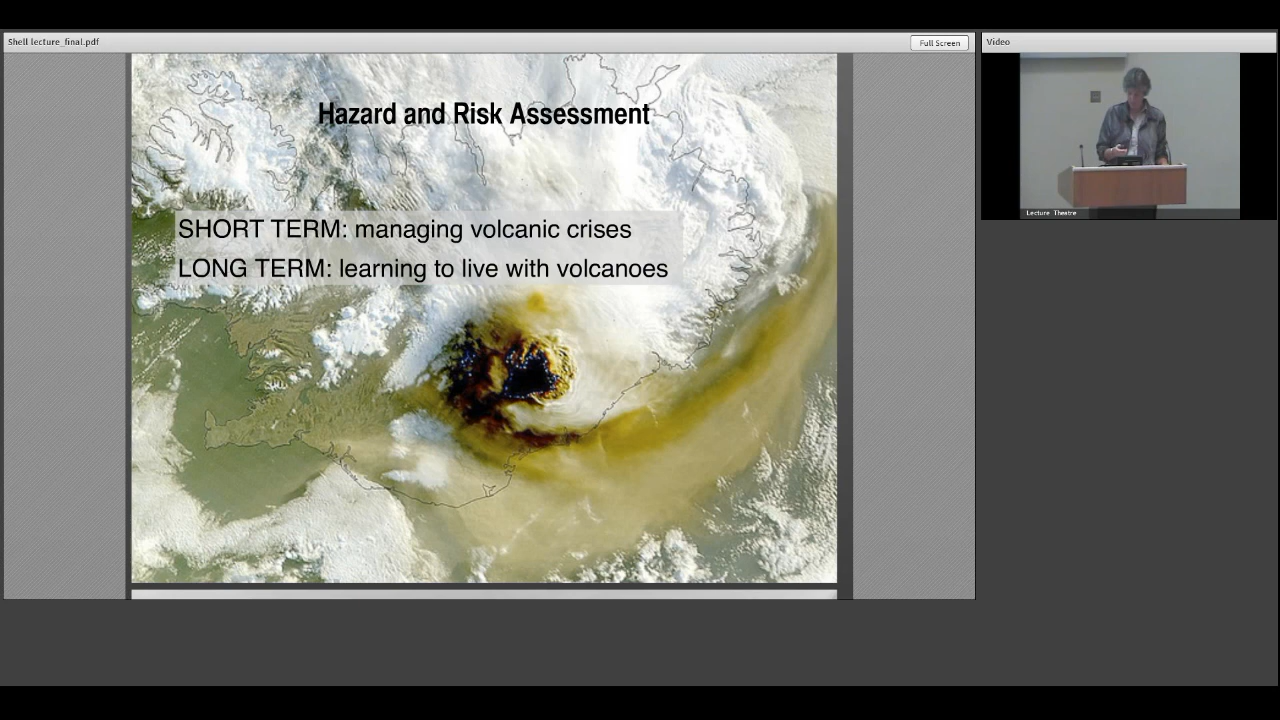 Shell lecture_final.pdf
Full Screen
Video
Hazard and Risk Assessment
SHORT TERM: managing volcanic crises
LONG TERM: learning to live with volcanoes
Lecture Theatre